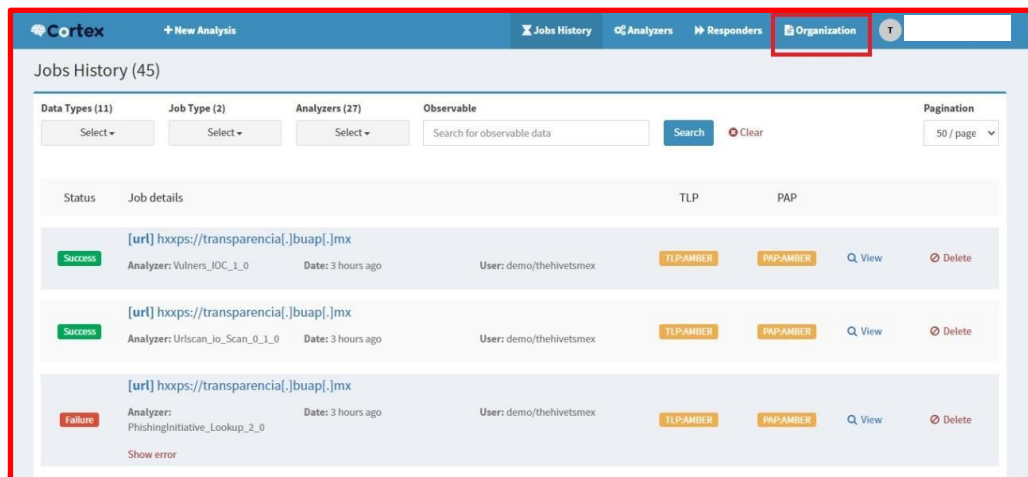 Cortex + New Analysis Jobs History Analyzers Responders Organization T
Jobs History (45)
Data Types (11) Job Type (2) Analyzers (27) Observable Pagination
Select Select Select Search for observable data Search Clear 50 / page
Status Job details TLP PAP
[url] hxxps://transparencia[.]buap[.]mx
Success Analyzer: Vulners_IOC_1_0 Date: 3 hours ago User: demo/thehivetsmex TLP:AMBER PAP:AMBER View Delete
[url] hxxps://transparencia[.]buap[.]mx
Success Analyzer: Urlscan_io_Scan_0_1_0 Date: 3 hours ago User: demo/thehivetsmex TLP:AMBER PAP:AMBER View Delete
[url] hxxps://transparencia[.]buap[.]mx
Failure Analyzer: Date: 3 hours ago User: demo/thehivetsmex TLP:AMBER PAP:AMBER View Delete
PhishingInitiative_Lookup_2_0
Show error